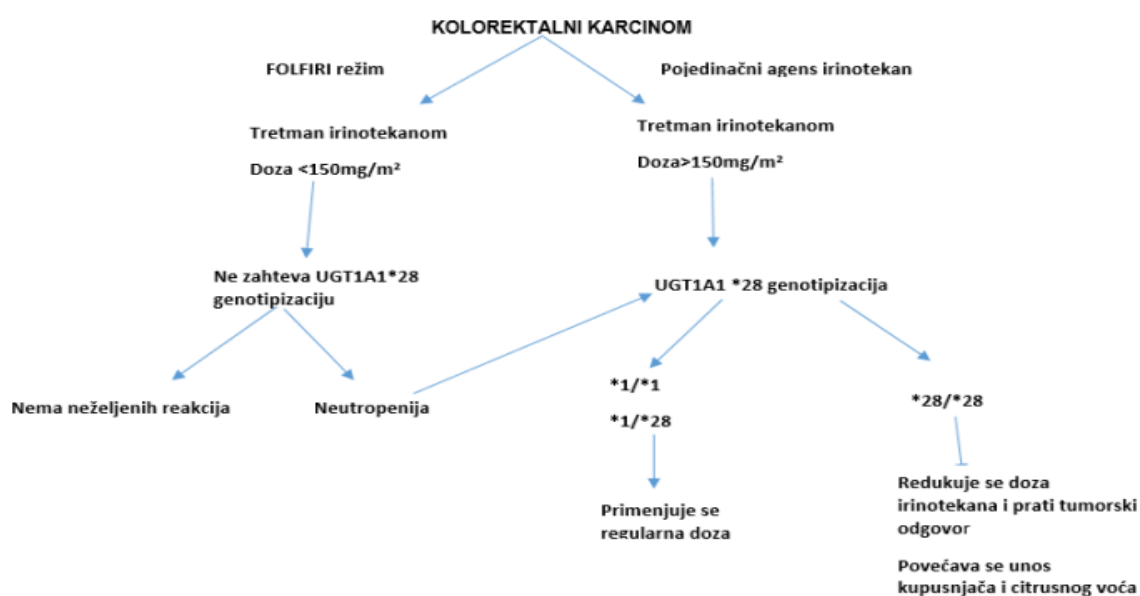 KOLOREKTALNI KARCINOM
FOLFIRI režim
Pojedinačni agens irinotekan
Tretman irinotekanom
Doza <150mg/m²
Tretman irinotekanom
Doza>150mg/m²
Ne zahteva UGT1A1*28
genotipizaciju
UGT1A1 *28 genotipizacija
Nema neželjenih reakcija
Neutropenija
*1/*1
*1/*28
*28/*28
Primenjuje se
regularna doza
Redukuje se doza
irinotekana i prati tumorski
odgovor
Povećava se unos
kupusnjača i citrusnog voća